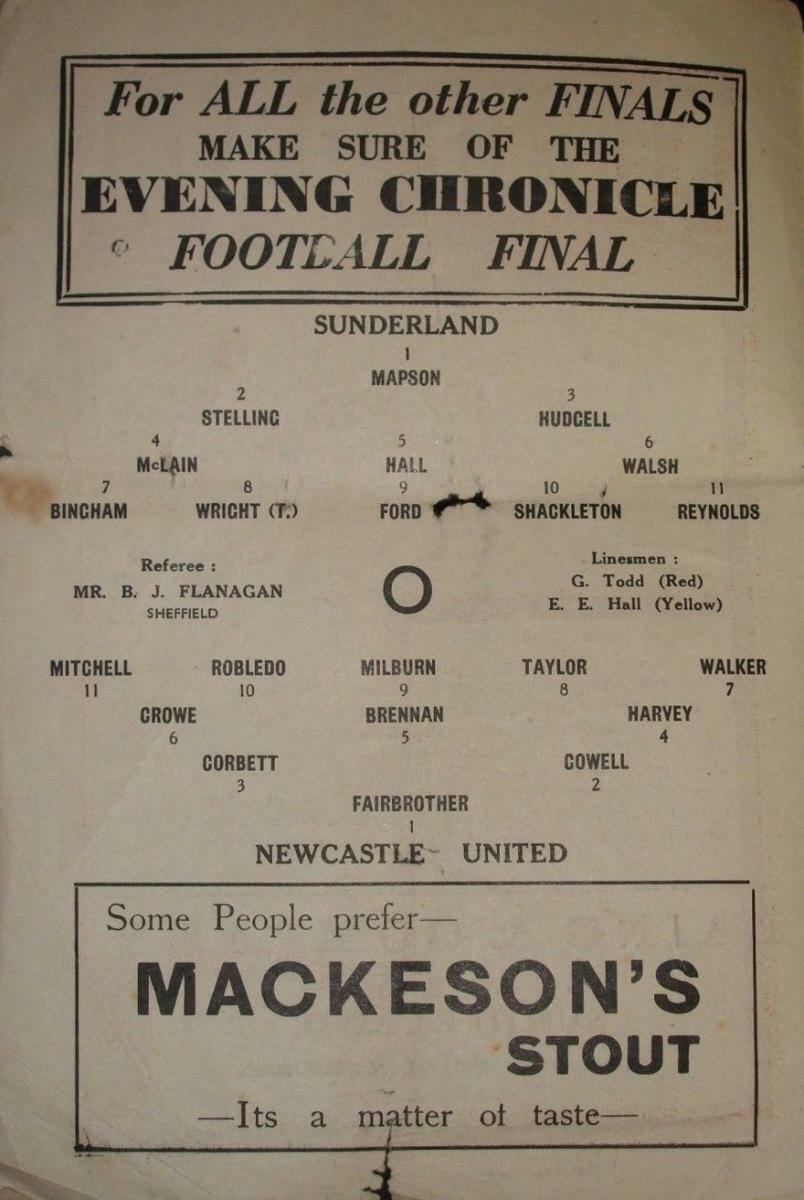 For ALL the other FINALS
MAKE SURE OF THE
EVENING CHRONICLE
FOOTBALL FINAL
SUNDERLAND
1
MAPSON
2 3
STELLING HUDGELL
4 5 6
McLAIN HALL WALSH
7 8 9 10 11
BINGHAM WRIGHT (T.) FORD SHACKLETON REYNOLDS
Referee :
MR. B. J. FLANAGAN
SHEFFIELD
O
Linesmen :
G. Todd (Red)
E. E. Hall (Yellow)
MITCHELL ROBLEDO MILBURN TAYLOR WALKER
11 10 9 8 7
CROWE BRENNAN HARVEY
6 5 4
CORBETT COWELL
3 2
FAIRBROTHER
1
NEWCASTLE UNITED
Some People prefer—
MACKESON'S
STOUT
—Its a matter of taste—